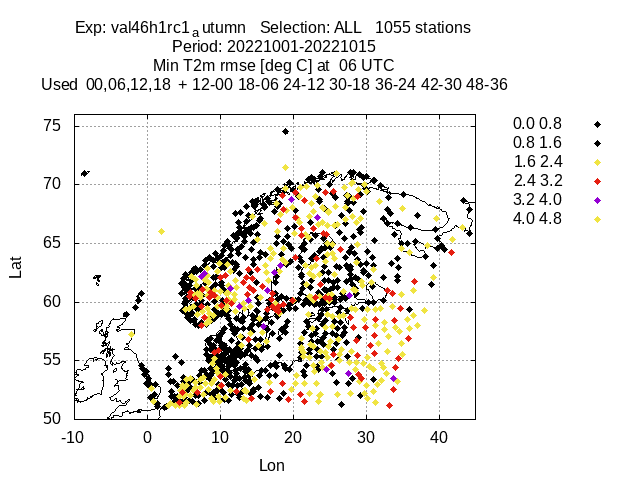 Exp: val46h1rc1a utumn Selection: ALL 1055 stations
Period: 20221001-20221015
Min T2m rmse [deg C] at 06 UTC
Used 00,06,12,18 + 12-00 18-06 24-12 30-18 36-24 42-30 48-36
0.0 0.8
0.8 1.6
1.6 2.4
2.4 3.2
3.2 4.0
4.0 4.8
75
70
65
60
55
50
Lat
-10 0 10 20 30 40
Lon